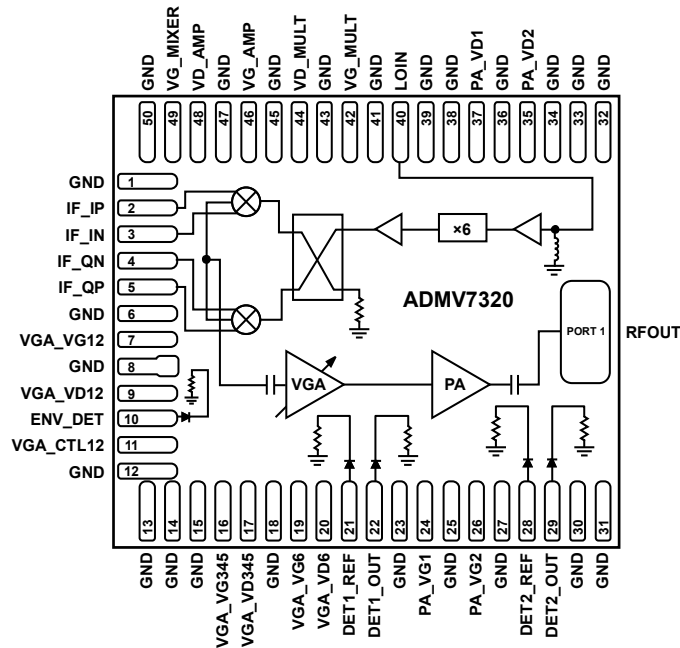 GND
VG_MIXER
VD_AMP
GND
VG_AMP
GND
VD_MULT
GND
VG_MULT
GND
LOIN
GND
GND
PA_VD1
GND
PA_VD2
GND
GND
GND
50
49
48
47
46
45
44
43
42
41
40
39
38
37
36
35
34
33
32
GND 1
IF_IP 2
IF_IN 3
IF_QN 4
IF_QP 5
GND 6
VGA_VG12 7
GND 8
VGA_VD12 9
ENV_DET 10
VGA_CTL12 11
GND 12
×6
ADMV7320
PORT 1
RFOUT
VGA
PA
13
14
15
16
17
18
19
20
21
22
23
24
25
26
27
28
29
30
31
GND
GND
GND
VGA_VG345
VGA_VD345
GND
VGA_VG6
VGA_VD6
DET1_REF
DET1_OUT
GND
PA_VG1
GND
PA_VG2
GND
DET2_REF
DET2_OUT
GND
GND